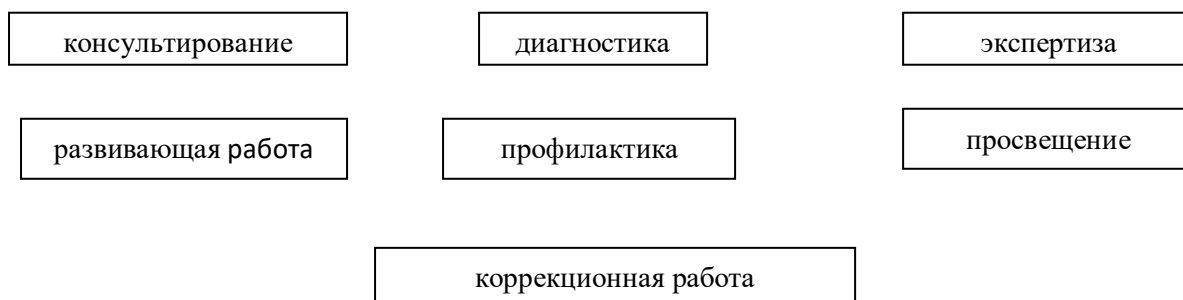 консультирование
диагностика
экспертиза
развивающая работа
профилактика
просвещение
коррекционная работа